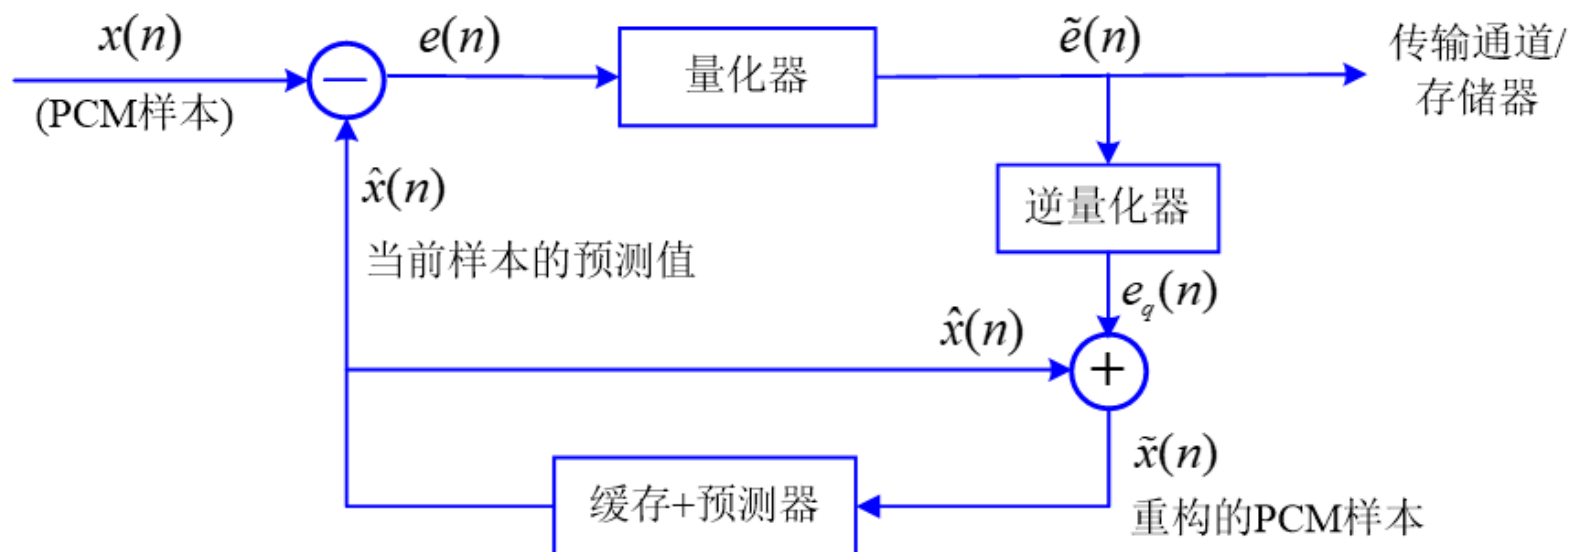 x(n)
(PCM样本)
−
e(n)
量化器
ẽ(n)
传输通道/
存储器
x̂(n)
当前样本的预测值
逆量化器
e_q(n)
x̂(n)
+
x̃(n)
重构的PCM样本
缓存+预测器